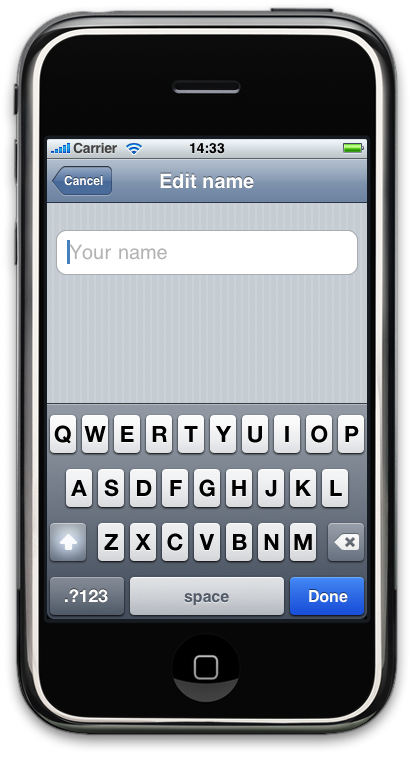 Carrier 14:33
Cancel Edit name
Your name
Q W E R T Y U I O P
A S D F G H J K L
Z X C V B N M
.?123 space Done